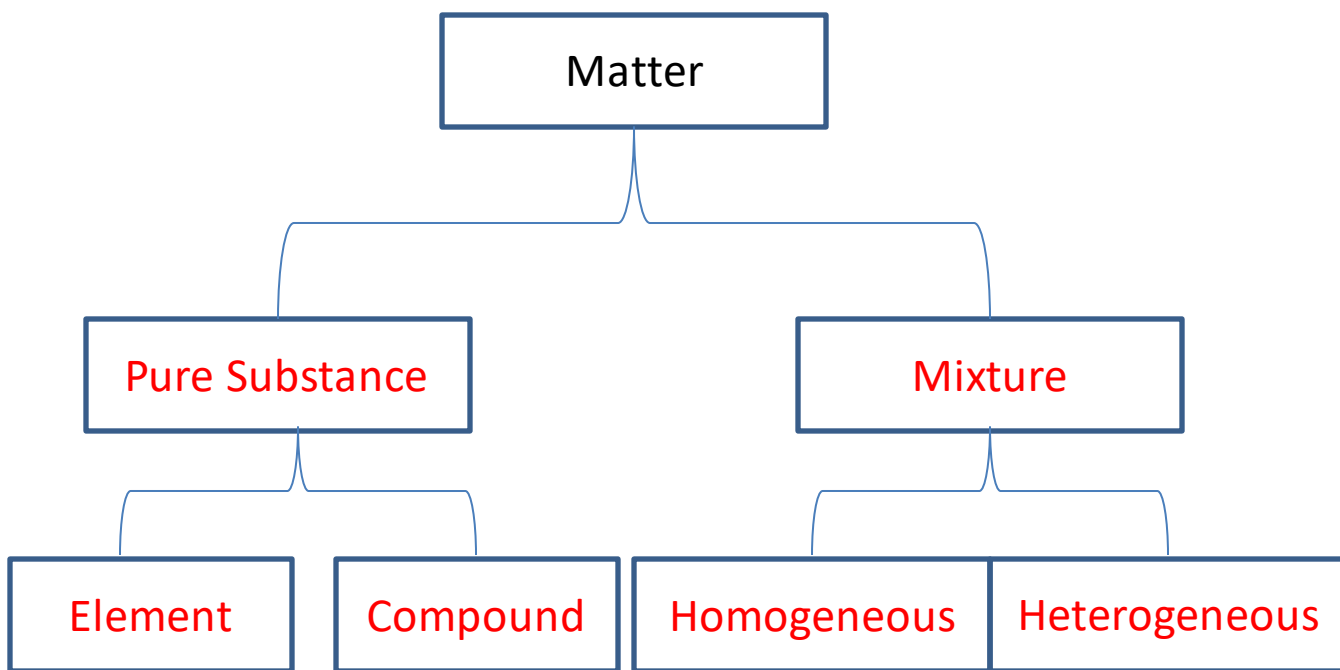 Matter
Pure Substance
Mixture
Element
Compound
Homogeneous
Heterogeneous